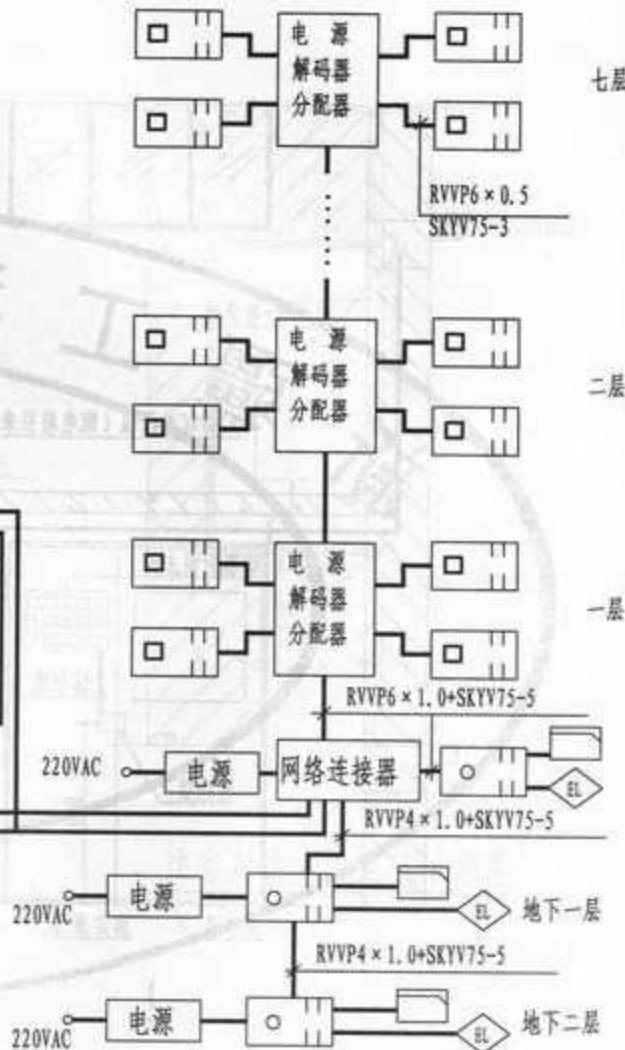 电 源
解码器
分配器
七层
RVVP6×0.5
SKYV75-3
电 源
解码器
分配器
二层
电 源
解码器
分配器
一层
RVVP6×1.0+SKYV75-5
220VAC
电源
网络连接器
EL
RVVP4×1.0+SKYV75-5
220VAC
电源
EL
地下一层
RVVP4×1.0+SKYV75-5
220VAC
电源
EL
地下二层